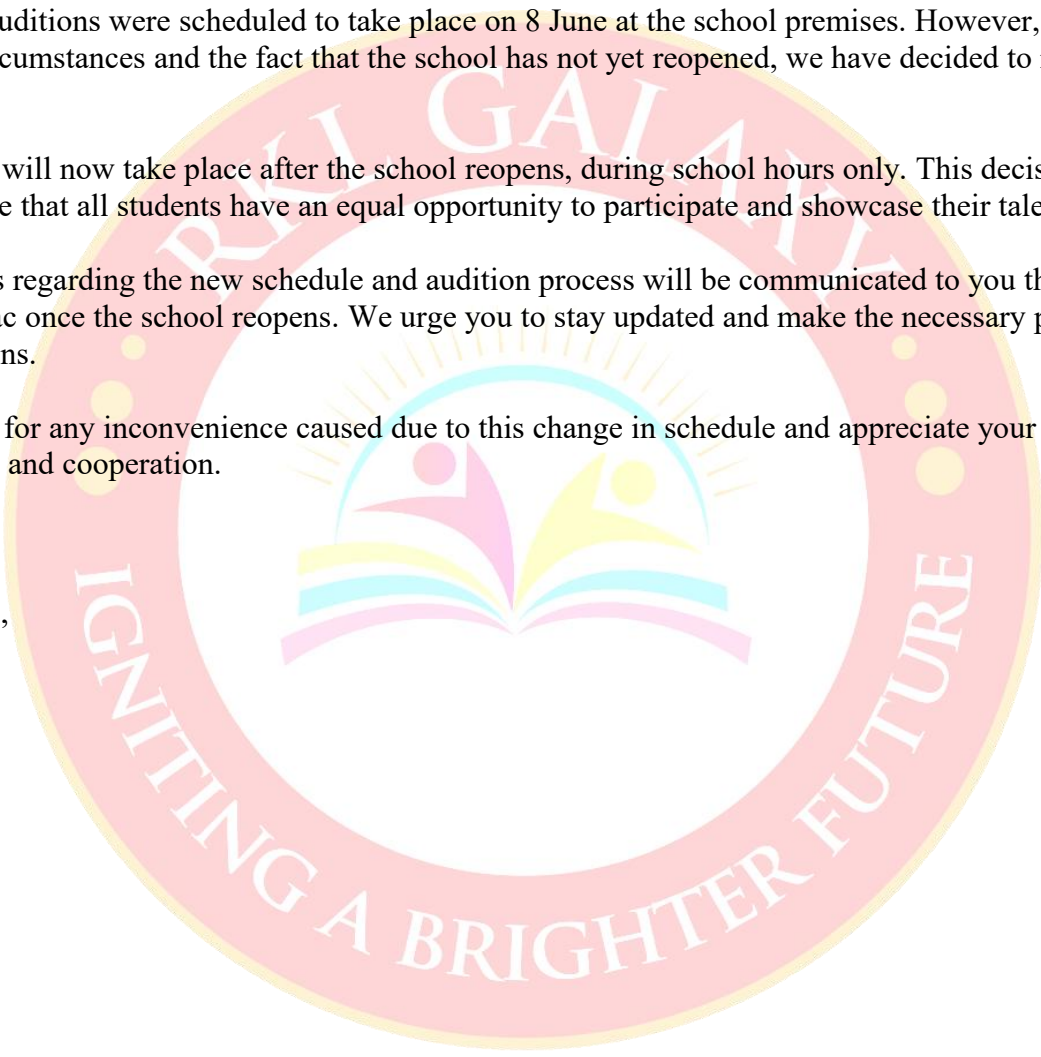 uditions were scheduled to take place on 8 June at the school premises. However,
cumstances and the fact that the school has not yet reopened, we have decided to
will now take place after the school reopens, during school hours only. This decis
e that all students have an equal opportunity to participate and showcase their tale
s regarding the new schedule and audition process will be communicated to you th
ac once the school reopens. We urge you to stay updated and make the necessary p
ns.
for any inconvenience caused due to this change in schedule and appreciate your
and cooperation.
,
RKL GALAXY
IGNITING A BRIGHTER FUTURE